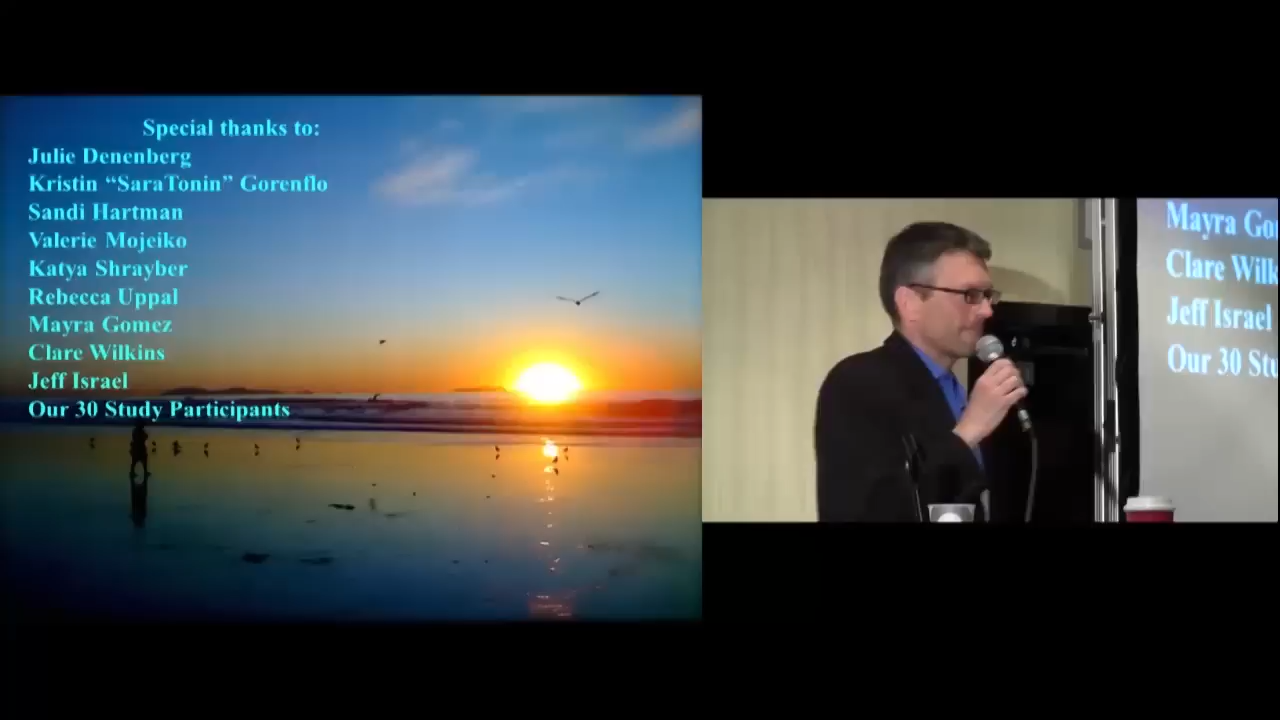 Special thanks to:
Julie Denenberg
Kristin “SaraTonin” Gorenflo
Sandi Hartman
Valerie Mojeiko
Katya Shrayber
Rebecca Uppal
Mayra Gomez
Clare Wilkins
Jeff Israel
Our 30 Study Participants
Mayra Go
Clare Wilk
Jeff Israel
Our 30 Stu